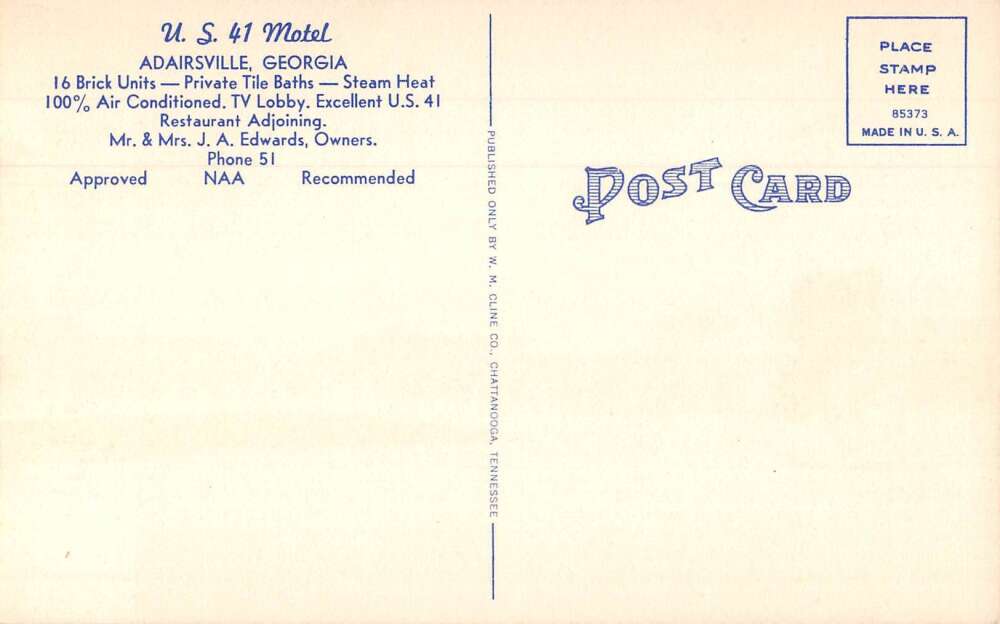 U. S. 41 Motel
ADAIRSVILLE, GEORGIA
16 Brick Units — Private Tile Baths — Steam Heat
100% Air Conditioned. TV Lobby. Excellent U.S. 41
Restaurant Adjoining.
Mr. & Mrs. J. A. Edwards, Owners.
Phone 51
Approved NAA Recommended
PUBLISHED ONLY BY W. M. CLINE CO., CHATTANOOGA, TENNESSEE
PLACE
STAMP
HERE
85373
MADE IN U. S. A.
POST CARD